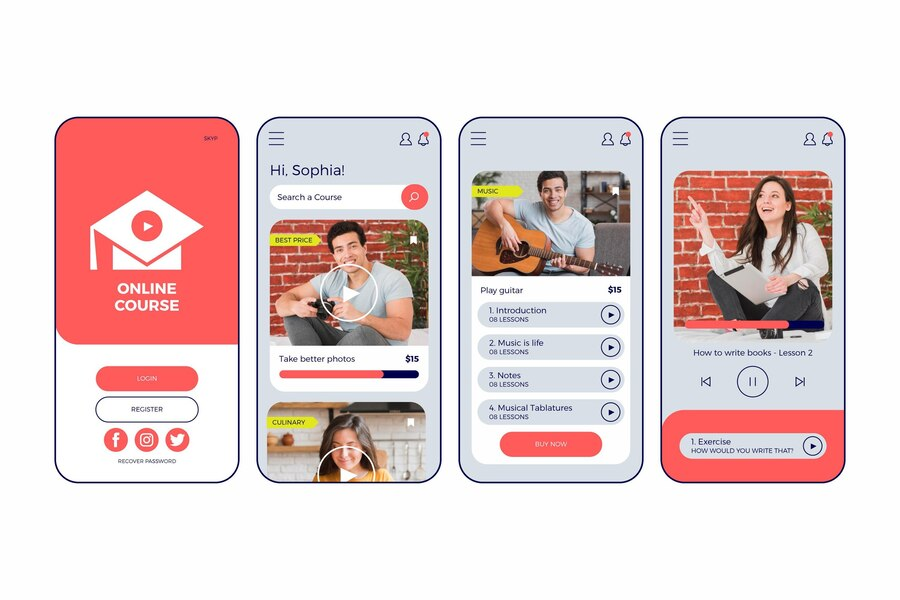 SKYP
ONLINE
COURSE
LOGIN
REGISTER
RECOVER PASSWORD
Hi, Sophia!
Search a Course
BEST PRICE
Take better photos
$15
CULINARY
MUSIC
Play guitar
$15
1. Introduction
08 LESSONS
2. Music is life
08 LESSONS
3. Notes
08 LESSONS
4. Musical Tablatures
08 LESSONS
BUY NOW
How to write books - Lesson 2
1. Exercise
HOW WOULD YOU WRITE THAT?